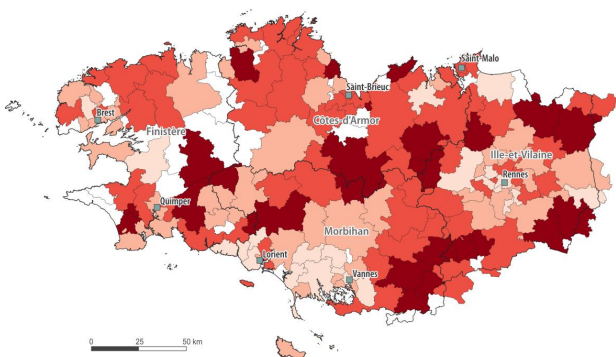 Saint-Malo
Saint-Brieuc
Brest
Côtes-d'Armor
Finistère
Ille-et-Vilaine
Rennes
Quimper
Morbihan
Lorient
Vannes
0 25 50 km